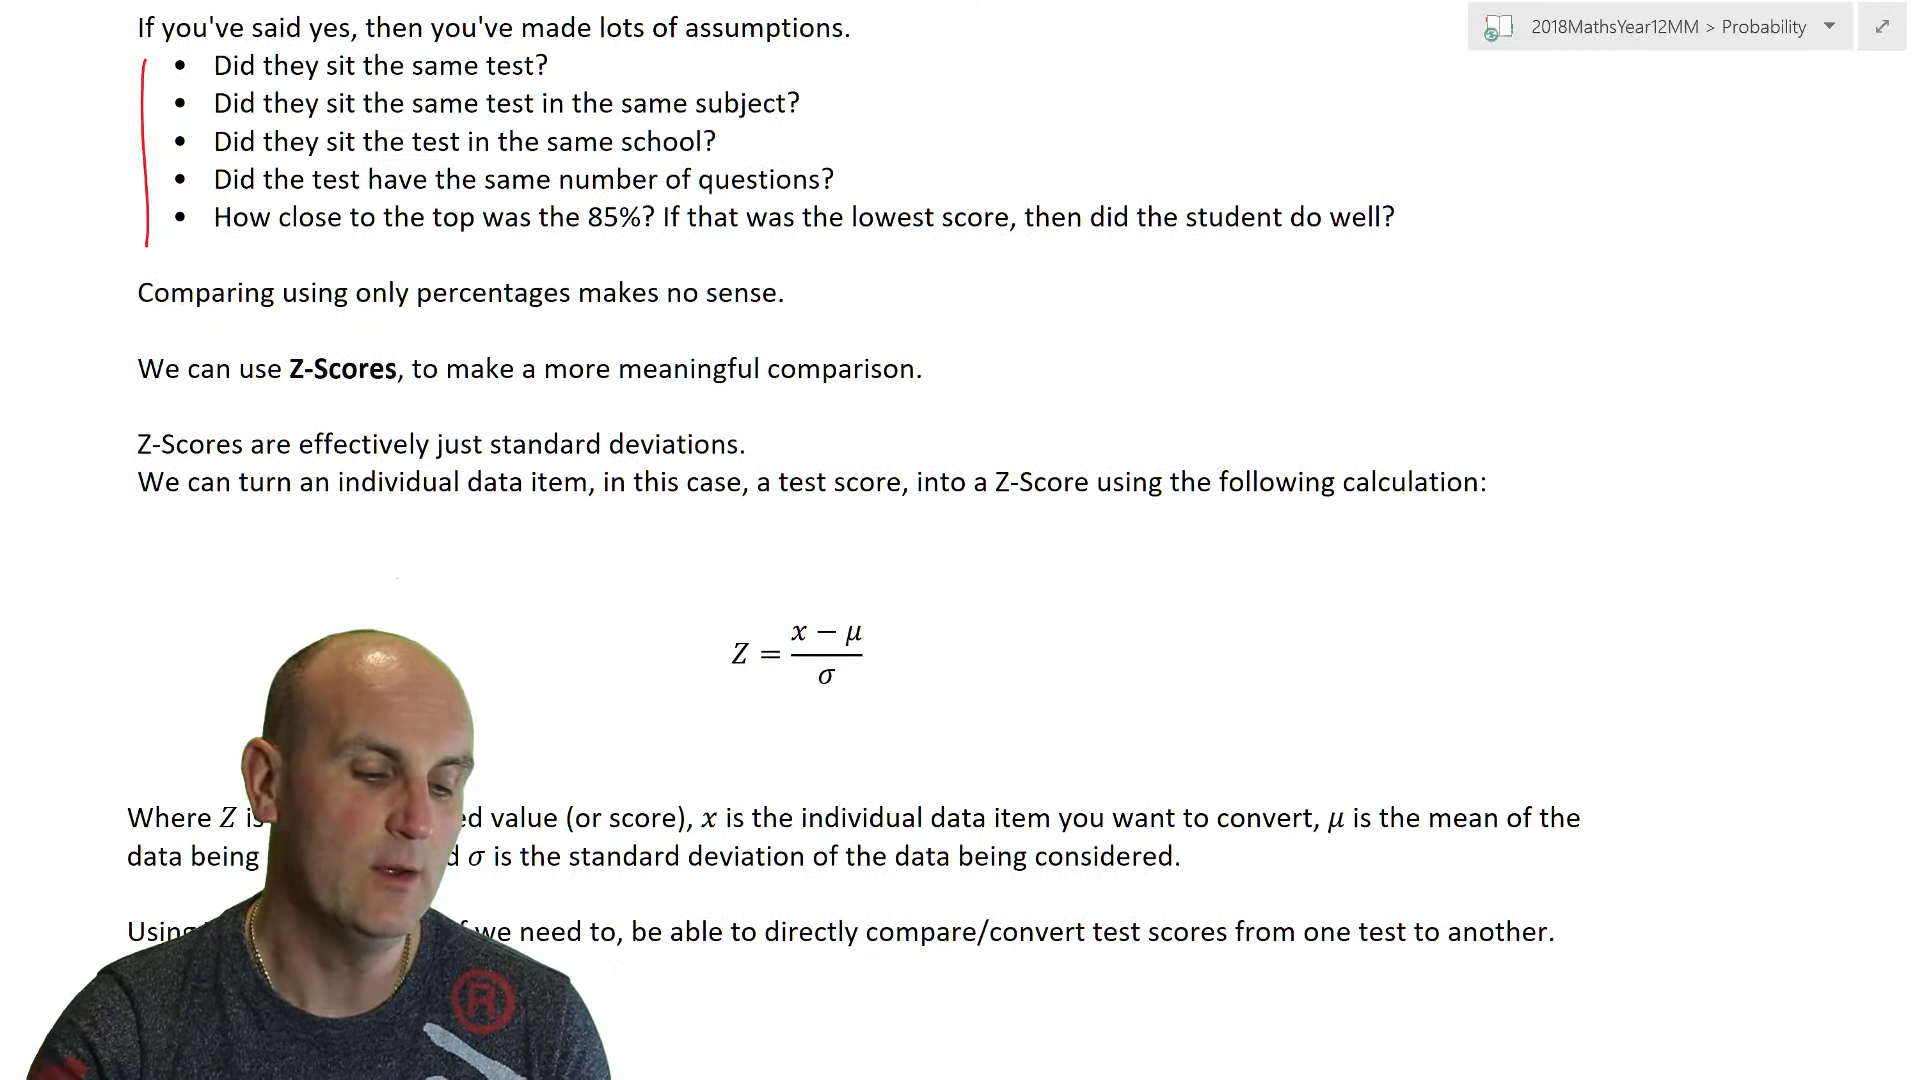 If you've said yes, then you've made lots of assumptions.
2018MathsYear12MM > Probability
• Did they sit the same test?
• Did they sit the same test in the same subject?
• Did they sit the test in the same school?
• Did the test have the same number of questions?
• How close to the top was the 85%? If that was the lowest score, then did the student do well?
Comparing using only percentages makes no sense.
We can use Z-Scores, to make a more meaningful comparison.
Z-Scores are effectively just standard deviations.
We can turn an individual data item, in this case, a test score, into a Z-Score using the following calculation:
Z = (x − μ) / σ
Where Z is ed value (or score), x is the individual data item you want to convert, μ is the mean of the
data being d σ is the standard deviation of the data being considered.
Using we need to, be able to directly compare/convert test scores from one test to another.
R